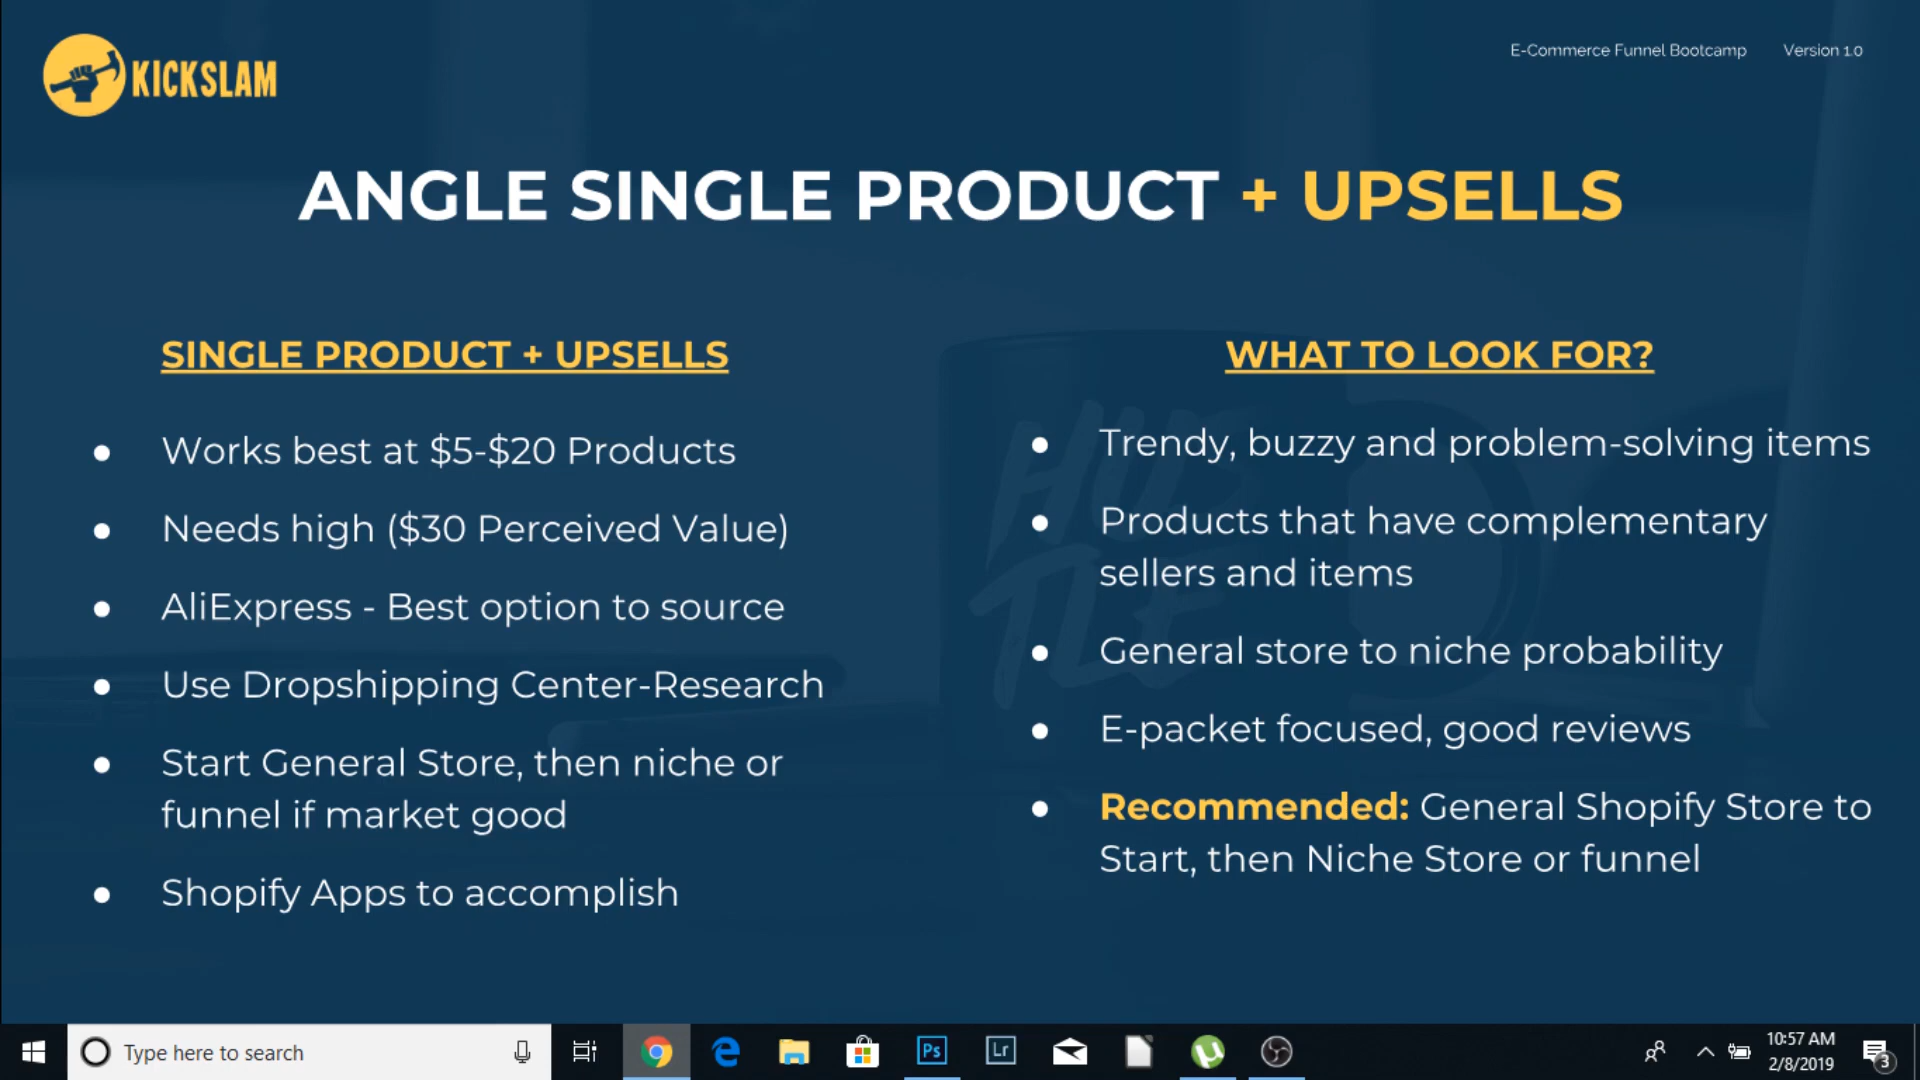 KICKSLAM
E-Commerce Funnel Bootcamp Version 1.0
ANGLE SINGLE PRODUCT + UPSELLS
SINGLE PRODUCT + UPSELLS
● Works best at $5-$20 Products
● Needs high ($30 Perceived Value)
● AliExpress - Best option to source
● Use Dropshipping Center-Research
● Start General Store, then niche or
funnel if market good
● Shopify Apps to accomplish
WHAT TO LOOK FOR?
● Trendy, buzzy and problem-solving items
● Products that have complementary
sellers and items
● General store to niche probability
● E-packet focused, good reviews
● Recommended: General Shopify Store to
Start, then Niche Store or funnel
HUS
TLE
Type here to search
Ps
Lr
10:57 AM
2/8/2019
3